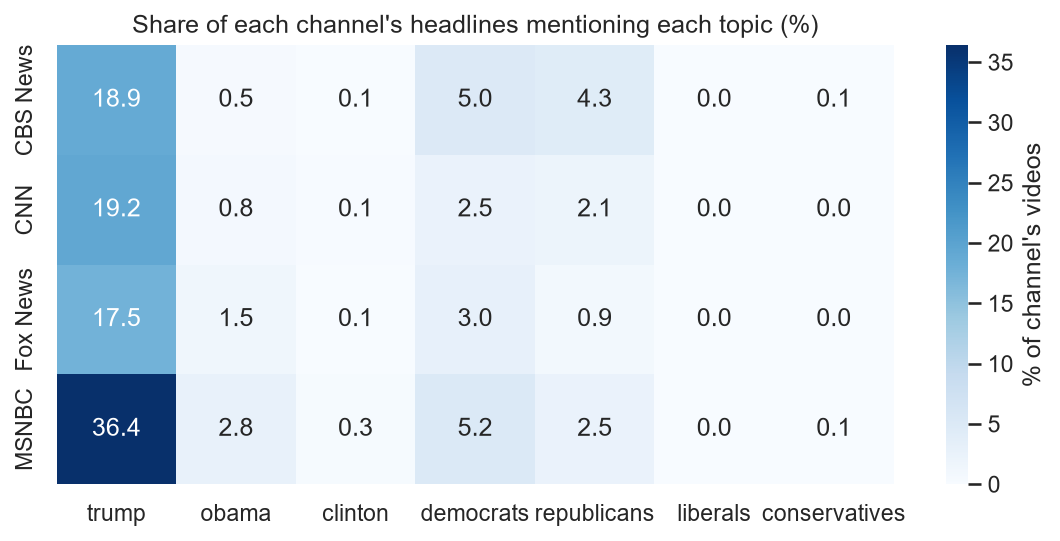 Share of each channel's headlines mentioning each topic (%)
CBS News 18.9 0.5 0.1 5.0 4.3 0.0 0.1
CNN 19.2 0.8 0.1 2.5 2.1 0.0 0.0
Fox News 17.5 1.5 0.1 3.0 0.9 0.0 0.0
MSNBC 36.4 2.8 0.3 5.2 2.5 0.0 0.1
trump obama clinton democrats republicans liberals conservatives
35
30
25
20
15
10
5
0
% of channel's videos